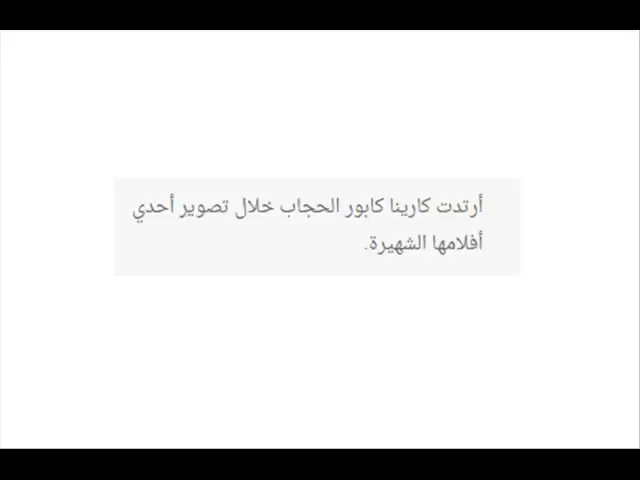 أرتدت كارينا كابور الحجاب خلال تصوير أحدي
أفلامها الشهيرة.